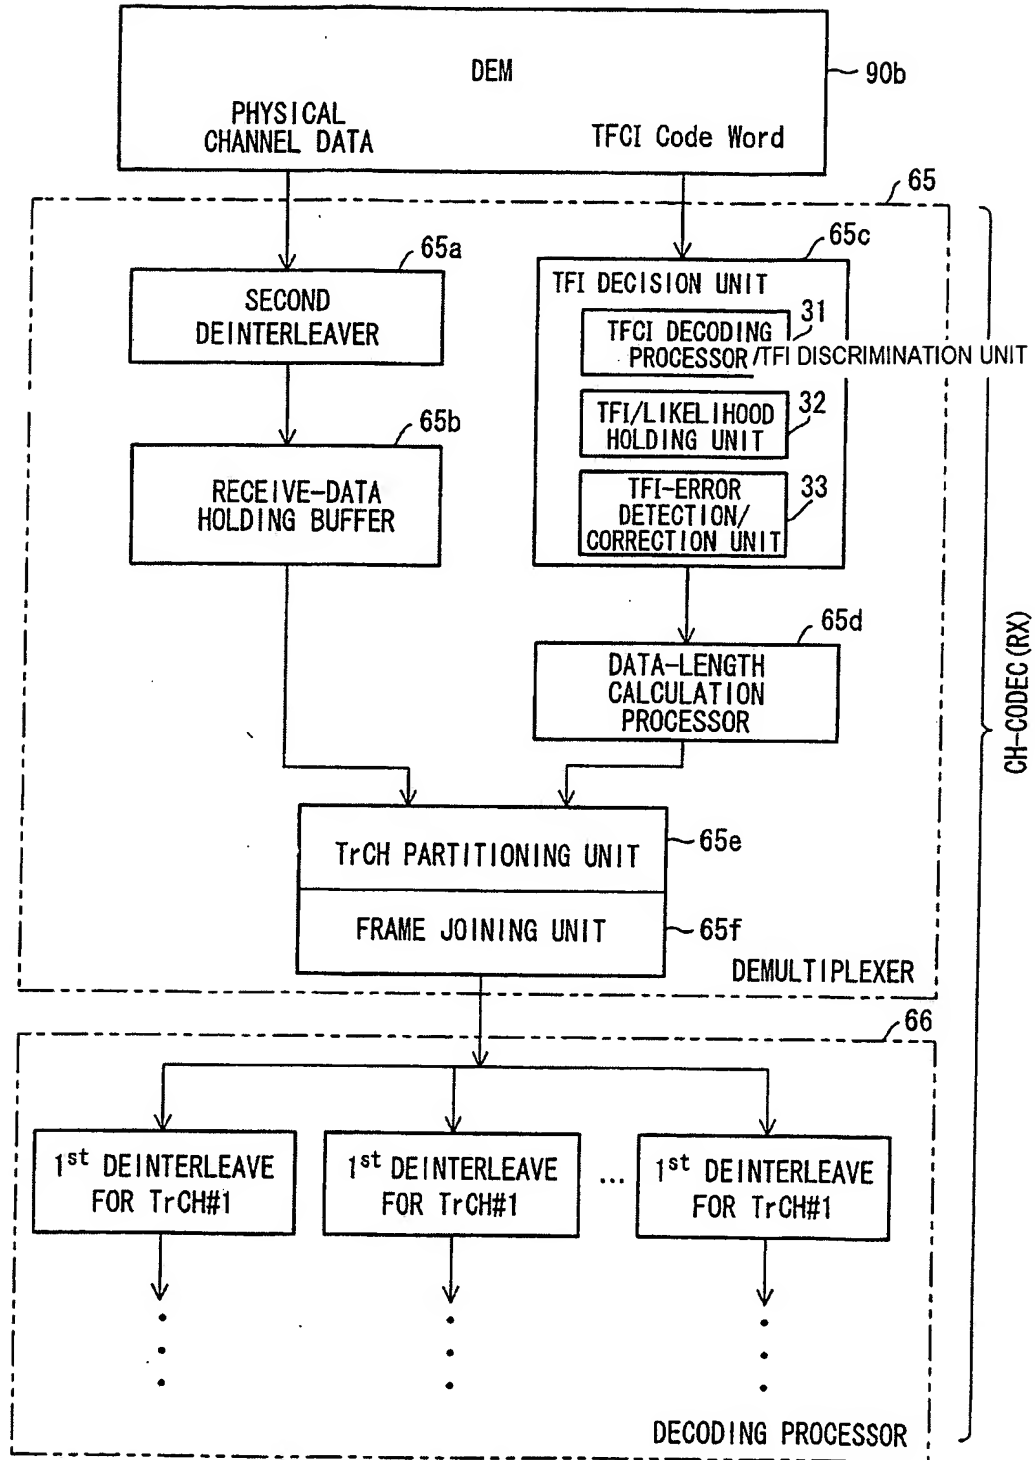 DEM
90b
PHYSICAL
CHANNEL DATA
TFCI Code Word
65
65a
SECOND
DEINTERLEAVER
65c
TFI DECISION UNIT
31
TFCI DECODING
PROCESSOR/TFI DISCRIMINATION UNIT
32
TFI/LIKELIHOOD
HOLDING UNIT
65b
RECEIVE-DATA
HOLDING BUFFER
33
TFI-ERROR
DETECTION/
CORRECTION UNIT
65d
DATA-LENGTH
CALCULATION
PROCESSOR
CH-CODEC(RX)
TrCH PARTITIONING UNIT
65e
FRAME JOINING UNIT
65f
DEMULTIPLEXER
66
1st DEINTERLEAVE
FOR TrCH#1
1st DEINTERLEAVE
FOR TrCH#1
...
1st DEINTERLEAVE
FOR TrCH#1
DECODING PROCESSOR